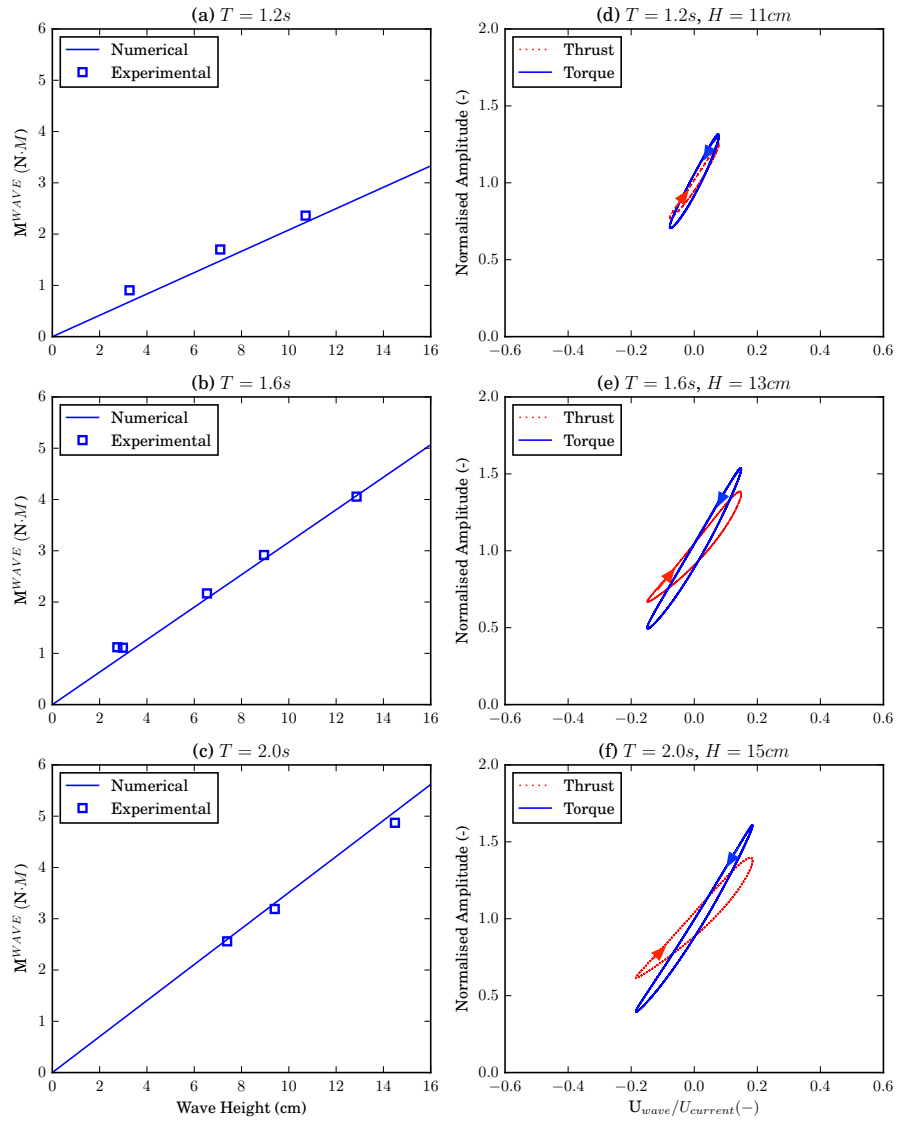 (a) T = 1.2s
6
5
4
3
2
1
0
M^{WAVE} (N·M)
Numerical
Experimental
0 2 4 6 8 10 12 14 16
(d) T = 1.2s, H = 11cm
2.0
1.5
1.0
0.5
0.0
Normalised Amplitude (-)
Thrust
Torque
−0.6 −0.4 −0.2 0.0 0.2 0.4 0.6
(b) T = 1.6s
6
5
4
3
2
1
0
M^{WAVE} (N·M)
Numerical
Experimental
0 2 4 6 8 10 12 14 16
(e) T = 1.6s, H = 13cm
2.0
1.5
1.0
0.5
0.0
Normalised Amplitude (-)
Thrust
Torque
−0.6 −0.4 −0.2 0.0 0.2 0.4 0.6
(c) T = 2.0s
6
5
4
3
2
1
0
M^{WAVE} (N·M)
Numerical
Experimental
0 2 4 6 8 10 12 14 16
Wave Height (cm)
(f) T = 2.0s, H = 15cm
2.0
1.5
1.0
0.5
0.0
Normalised Amplitude (-)
Thrust
Torque
−0.6 −0.4 −0.2 0.0 0.2 0.4 0.6
U_{wave}/U_{current}(−)